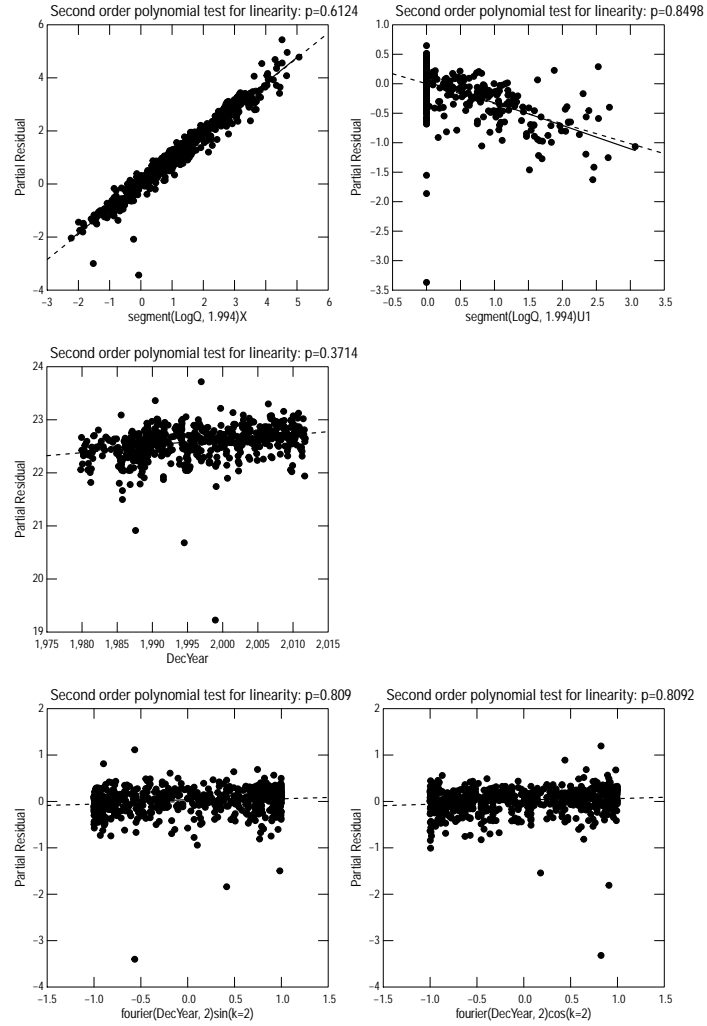 Second order polynomial test for linearity: p=0.6124
6
4
2
0
−2
−4
Partial Residual
−3 −2 −1 0 1 2 3 4 5 6
segment(LogQ, 1.994)X
Second order polynomial test for linearity: p=0.8498
1.0
0.5
0.0
−0.5
−1.0
−1.5
−2.0
−2.5
−3.0
−3.5
Partial Residual
−0.5 0.0 0.5 1.0 1.5 2.0 2.5 3.0 3.5
segment(LogQ, 1.994)U1
Second order polynomial test for linearity: p=0.3714
24
23
22
21
20
19
Partial Residual
1,975 1,980 1,985 1,990 1,995 2,000 2,005 2,010 2,015
DecYear
Second order polynomial test for linearity: p=0.809
2
1
0
−1
−2
−3
−4
Partial Residual
−1.5 −1.0 −0.5 0.0 0.5 1.0 1.5
fourier(DecYear, 2)sin(k=2)
Second order polynomial test for linearity: p=0.8092
2
1
0
−1
−2
−3
−4
Partial Residual
−1.5 −1.0 −0.5 0.0 0.5 1.0 1.5
fourier(DecYear, 2)cos(k=2)